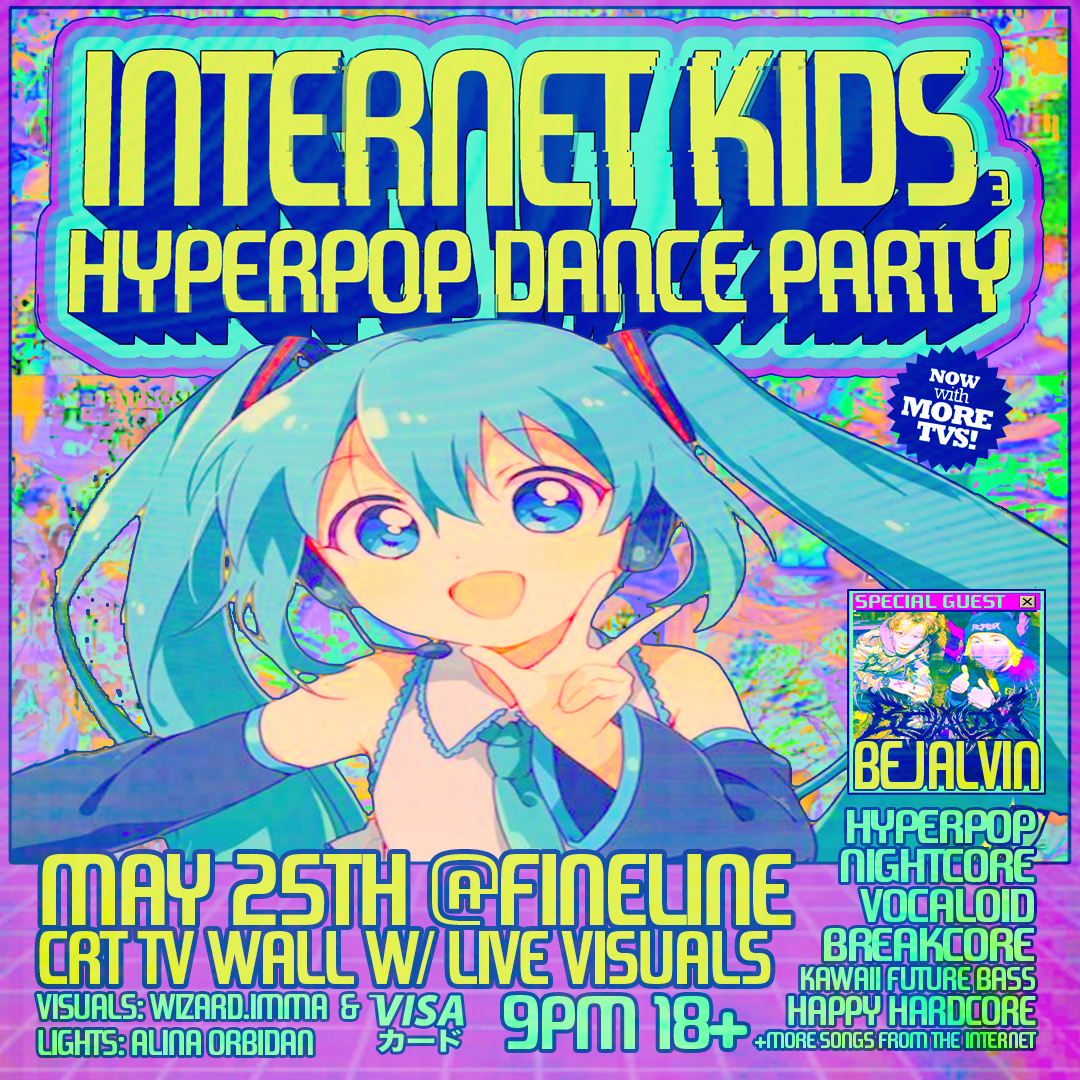 INTERNET KIDS 3
HYPERPOP DANCE PARTY
NOW
with
MORE
TVS!
SPECIAL GUEST
BEJALVIN
MAY 25TH @FINELINE
CRT TV WALL W/ LIVE VISUALS
VISUALS: WIZARD.IMMA & VISA
カード
LIGHTS: ALINA ORBIDAN
9PM 18+
HYPERPOP
NIGHTCORE
VOCALOID
BREAKCORE
KAWAII FUTURE BASS
HAPPY HARDCORE
+MORE SONGS FROM THE INTERNET